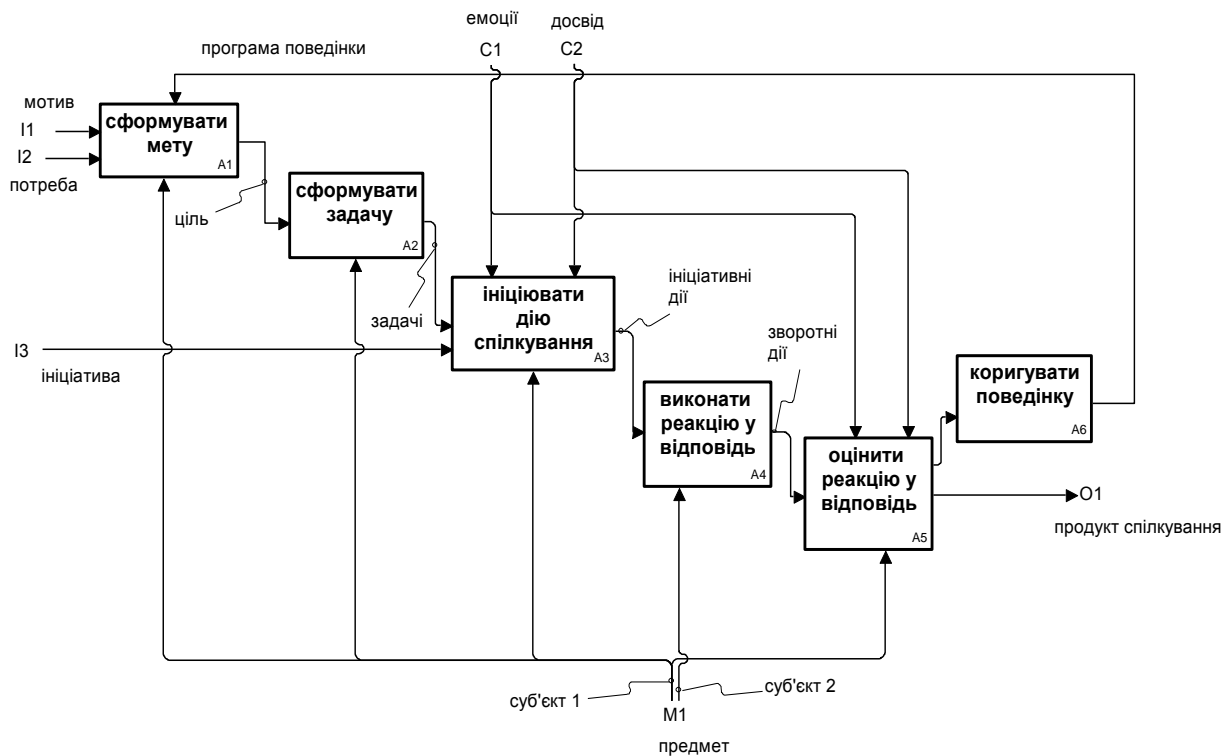 емоції
досвід
C1
C2
програма поведінки
мотив
I1
I2
потреба
сформувати
мету
A1
ціль
сформувати
задачу
A2
задачі
I3
ініціатива
ініціювати
дію
спілкування
A3
ініціативні
дії
виконати
реакцію у
відповідь
A4
зворотні
дії
оцінити
реакцію у
відповідь
A5
коригувати
поведінку
A6
O1
продукт спілкування
суб'єкт 1
суб'єкт 2
M1
предмет